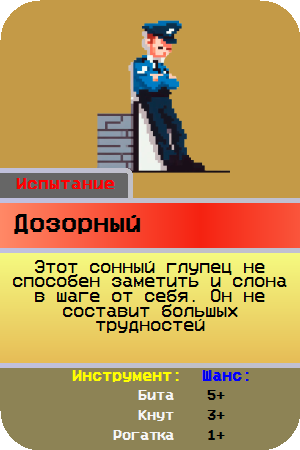 Испытание
Дозорный
Этот сонный глупец не
способен заметить и слона
в шаге от себя. Он не
составит большых
трудностей
Инструмент: Шанс:
Бита 5+
Кнут 3+
Рогатка 1+